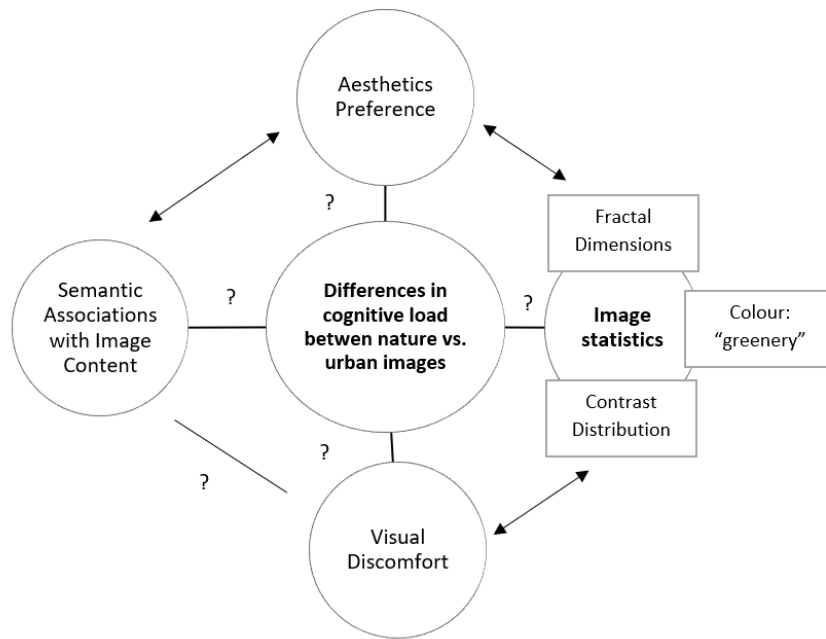 Aesthetics
Preference
?
Fractal
Dimensions
Semantic
Associations
with Image
Content
?
Differences in
cognitive load
betwen nature vs.
urban images
?
Image
statistics
Colour:
“greenery”
Contrast
Distribution
?
?
Visual
Discomfort